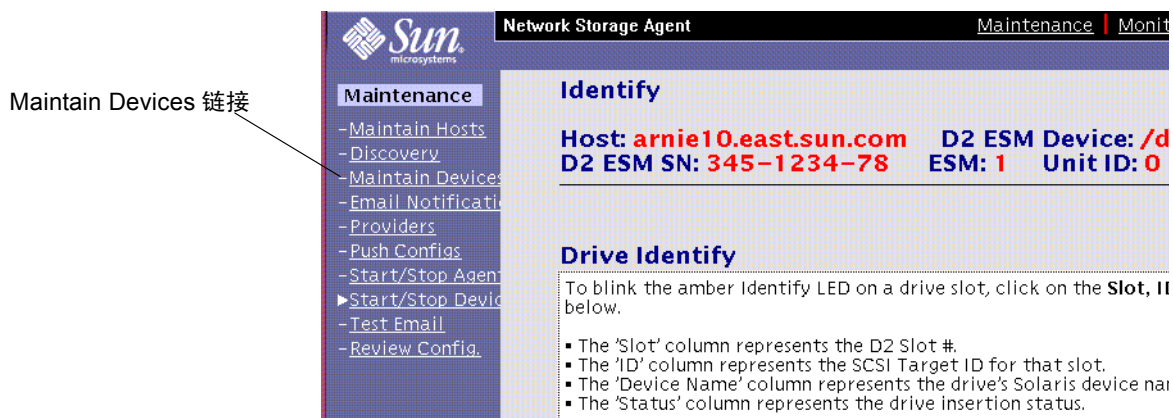 Sun
microsystems
Network Storage Agent
Maintenance | Monit
Maintain Devices 链接
Maintenance
-Maintain Hosts
-Discovery
-Maintain Devices
-Email Notificati
-Providers
-Push Configs
-Start/Stop Agen
▶Start/Stop Devic
-Test Email
-Review Config.
Identify
Host: arnie10.east.sun.com D2 ESM Device: /d
D2 ESM SN: 345-1234-78 ESM: 1 Unit ID: 0
Drive Identify
To blink the amber Identify LED on a drive slot, click on the Slot, ID
below.
▪ The 'Slot' column represents the D2 Slot #.
▪ The 'ID' column represents the SCSI Target ID for that slot.
▪ The 'Device Name' column represents the drive's Solaris device nam
▪ The 'Status' column represents the drive insertion status.